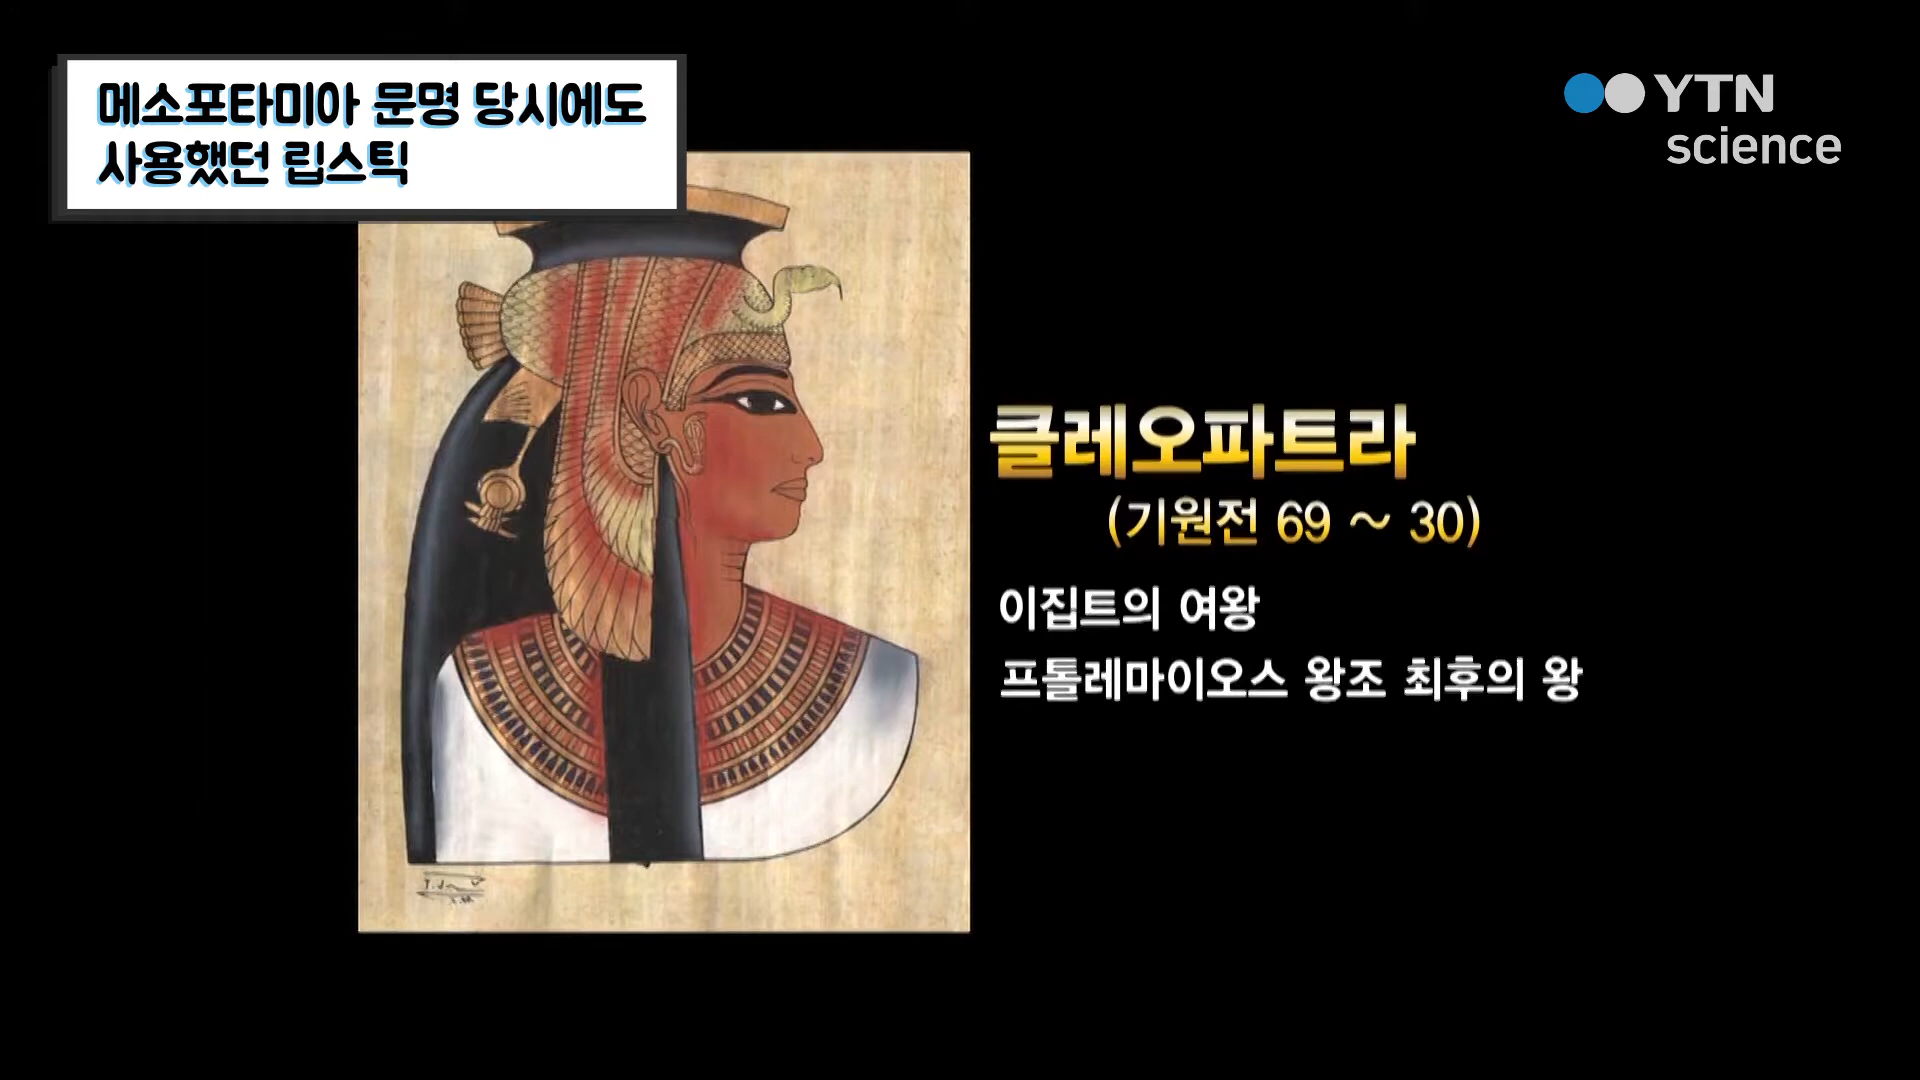 메소포타미아 문명 당시에도
사용했던 립스틱
YTN
science
클레오파트라
(기원전 69 ~ 30)
이집트의 여왕
프톨레마이오스 왕조 최후의 왕